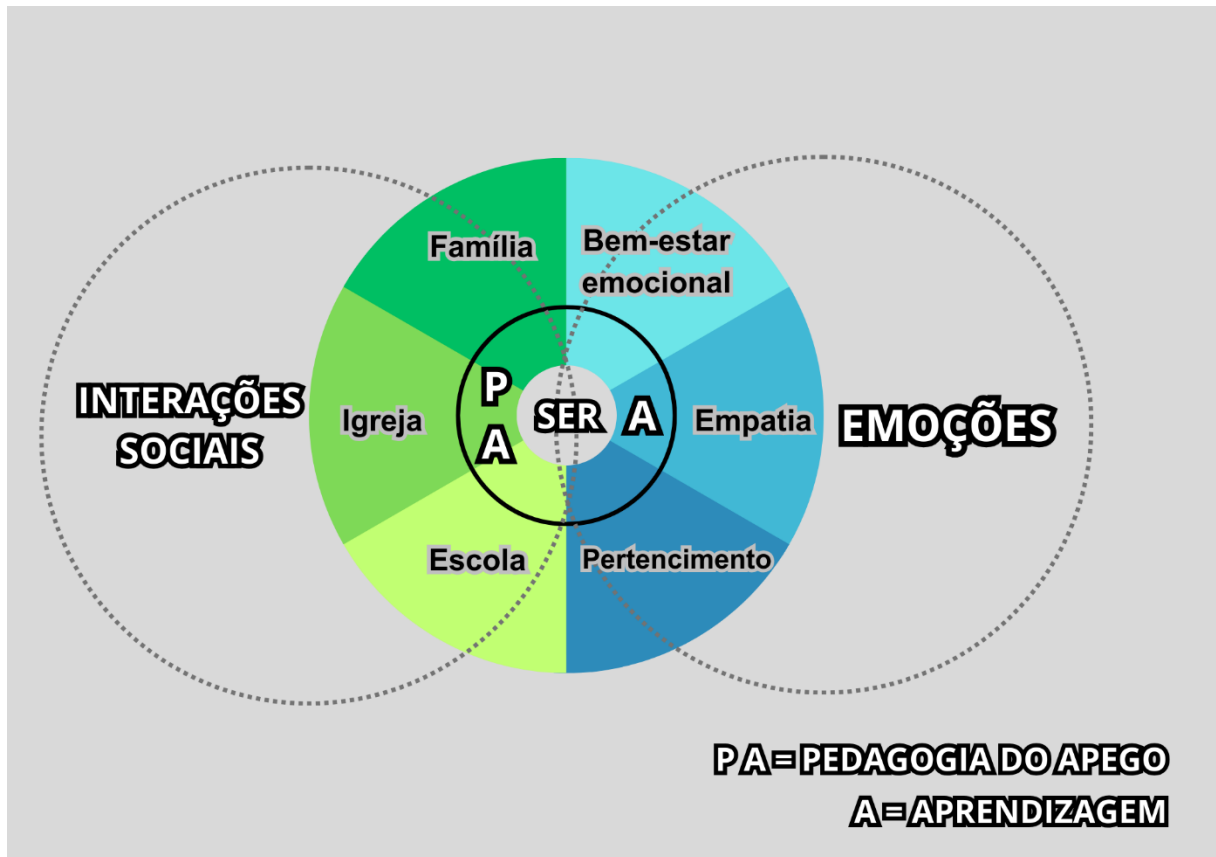 Família
Bem-estar
emocional
INTERAÇÕES
SOCIAIS
Igreja
P
A
SER
A
Empatia
EMOÇÕES
Escola
Pertencimento
P A = PEDAGOGIA DO APEGO
A = APRENDIZAGEM